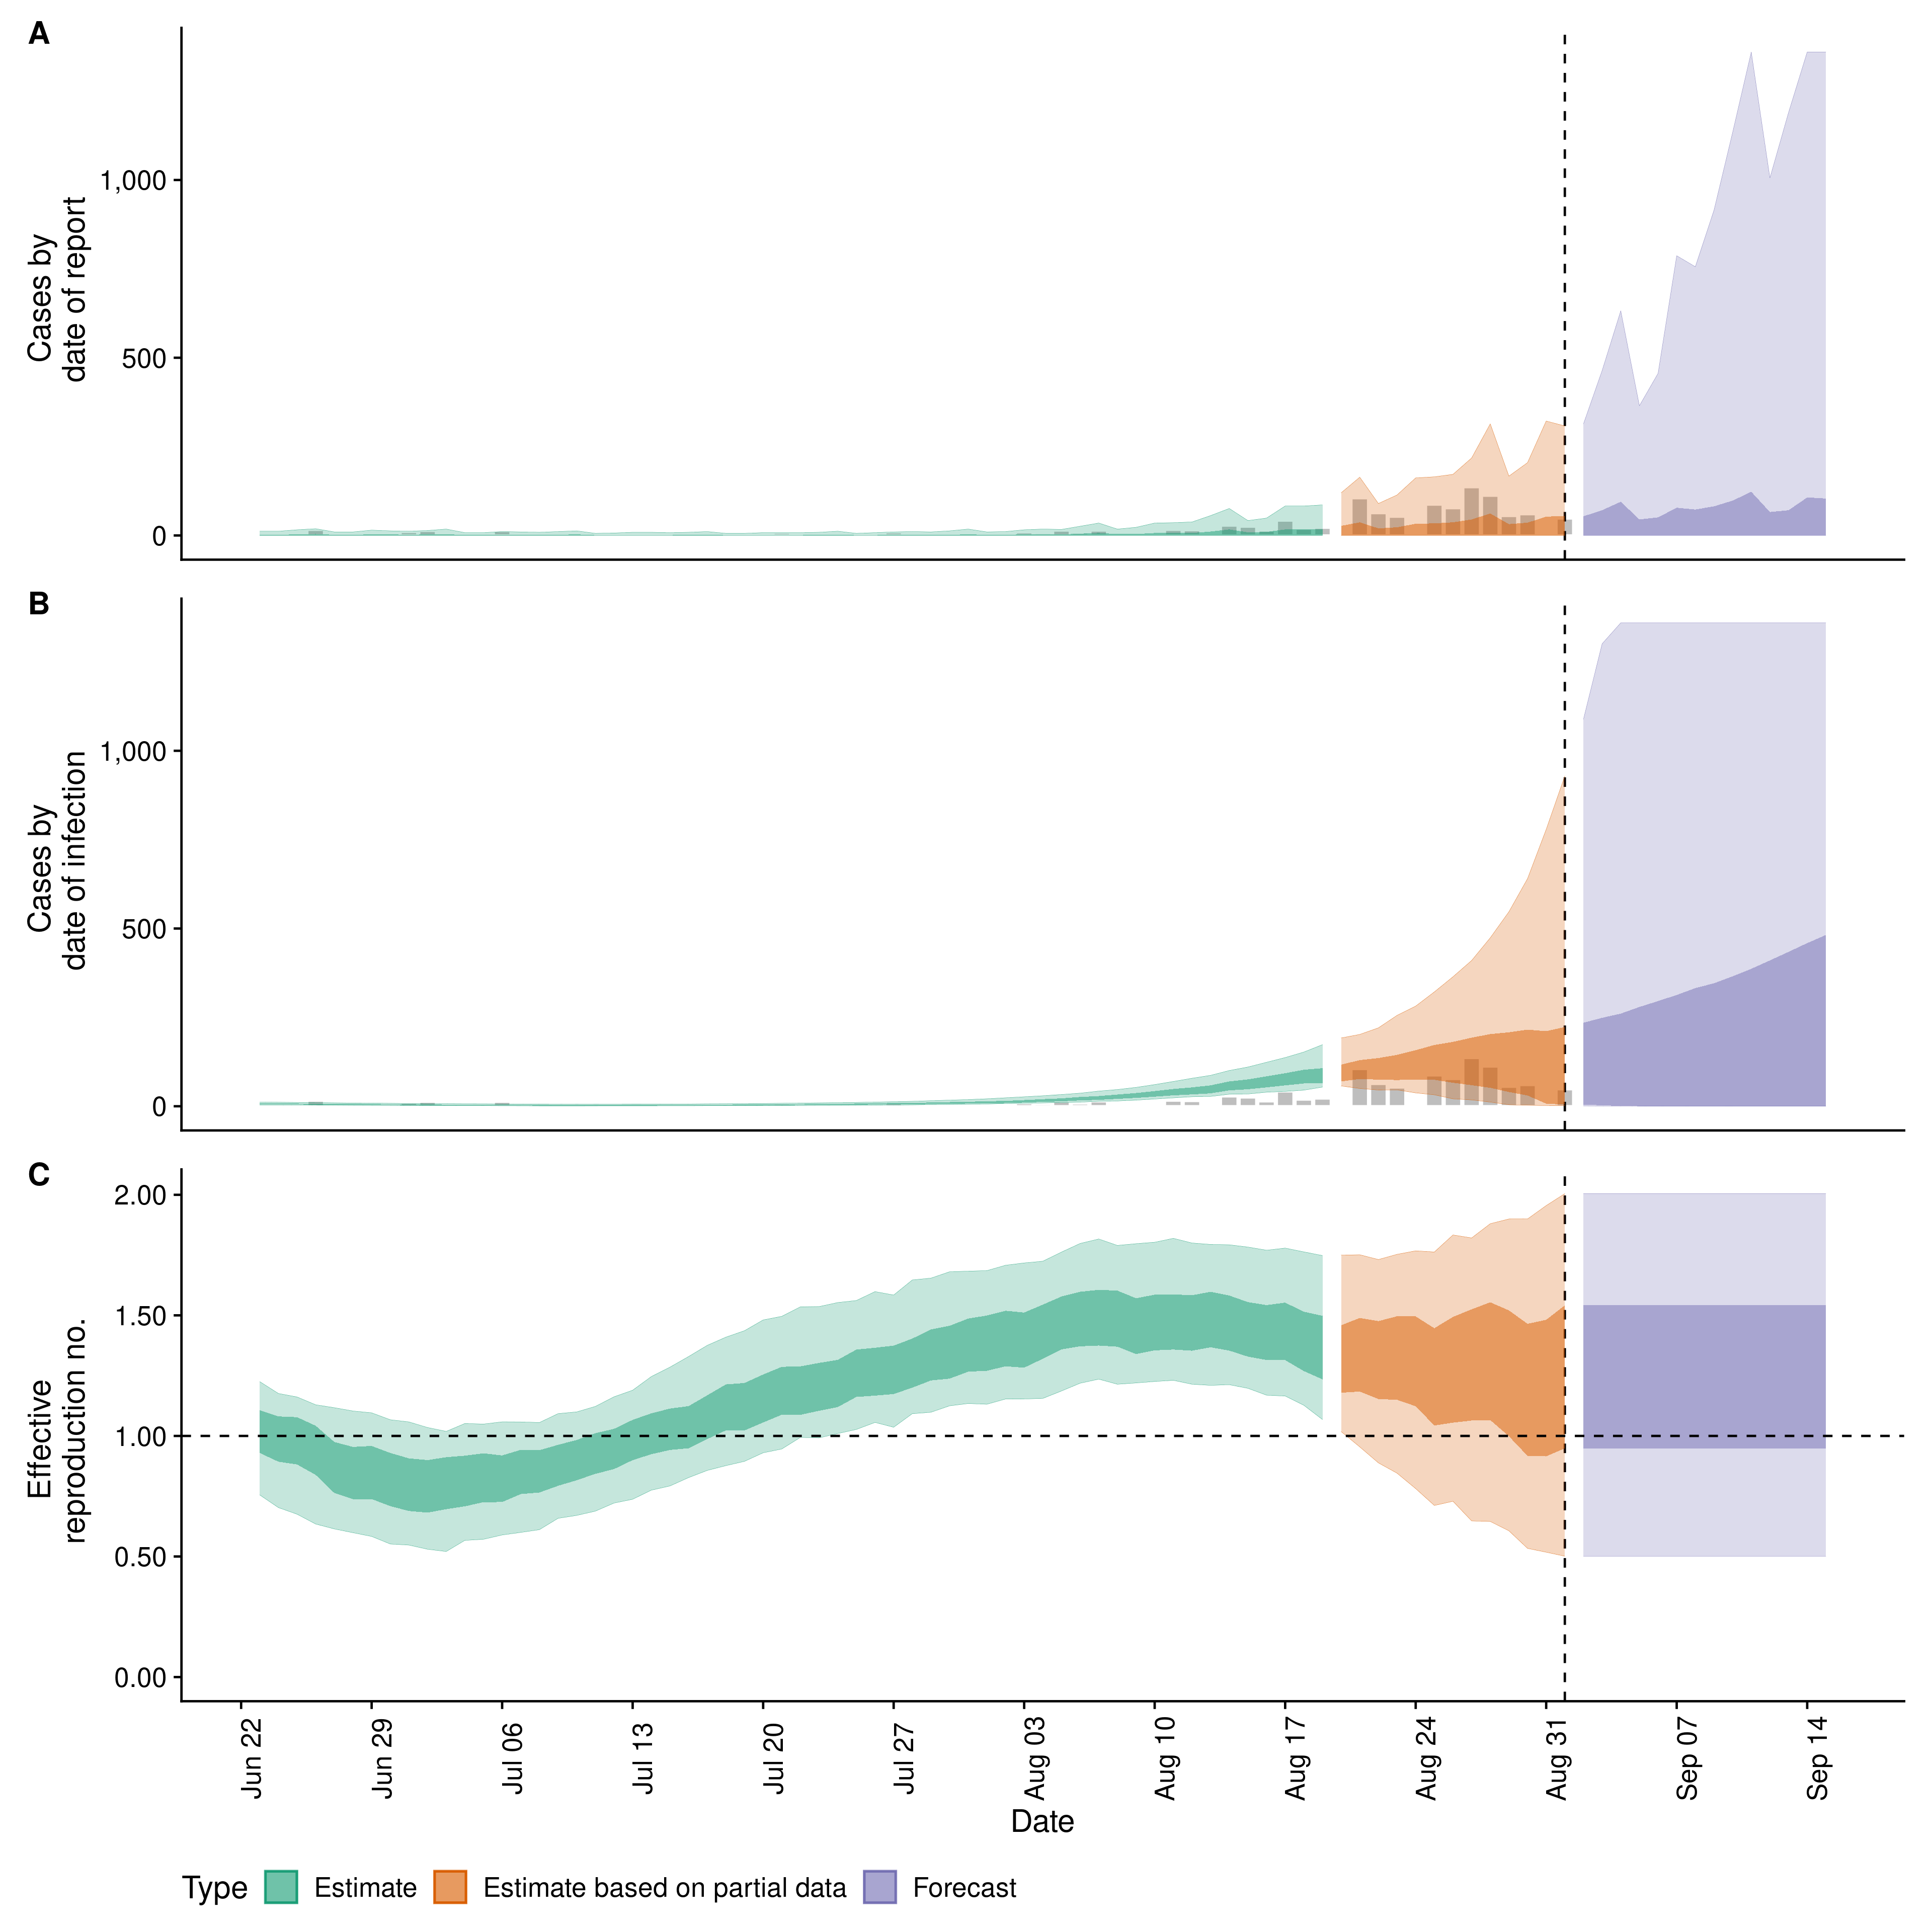 A
Cases by
date of report
1,000
500
0
B
Cases by
date of infection
1,000
500
0
C
Effective
reproduction no.
2.00
1.50
1.00
0.50
0.00
Jun 22
Jun 29
Jul 06
Jul 13
Jul 20
Jul 27
Aug 03
Aug 10
Aug 17
Aug 24
Aug 31
Sep 07
Sep 14
Date
Type Estimate Estimate based on partial data Forecast